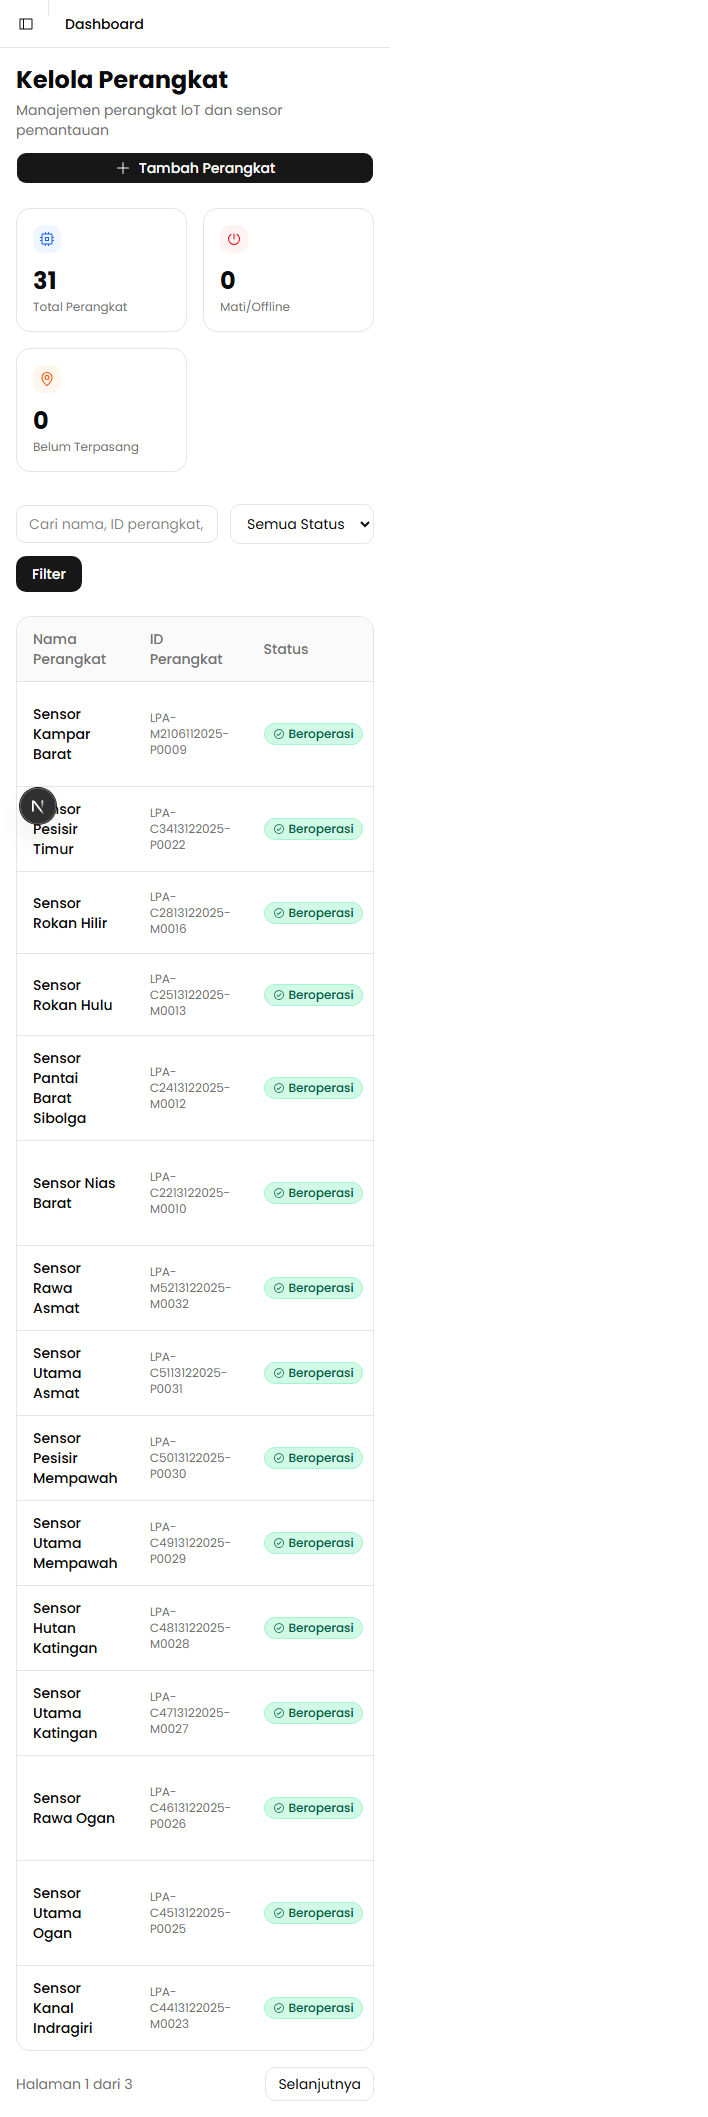 Dashboard
Kelola Perangkat
Manajemen perangkat IoT dan sensor
pemantauan
Tambah Perangkat
31
Total Perangkat
0
Mati/Offline
0
Belum Terpasang
Cari nama, ID perangkat,
Semua Status
Filter
Nama
Perangkat
ID
Perangkat
Status
Sensor
Kampar
Barat
LPA-
M2106112025-
P0009
Beroperasi
N
Pesisir
Timur
LPA-
C3413122025-
P0022
Beroperasi
Sensor
Rokan Hilir
LPA-
C2813122025-
M0016
Beroperasi
Sensor
Rokan Hulu
LPA-
C2513122025-
M0013
Beroperasi
Sensor
Pantai
Barat
Sibolga
LPA-
C2413122025-
M0012
Beroperasi
Sensor Nias
Barat
LPA-
C2213122025-
M0010
Beroperasi
Sensor
Rawa
Asmat
LPA-
M5213122025-
M0032
Beroperasi
Sensor
Utama
Asmat
LPA-
C5113122025-
P0031
Beroperasi
Sensor
Pesisir
Mempawah
LPA-
C5013122025-
P0030
Beroperasi
Sensor
Utama
Mempawah
LPA-
C4913122025-
P0029
Beroperasi
Sensor
Hutan
Katingan
LPA-
C4813122025-
M0028
Beroperasi
Sensor
Utama
Katingan
LPA-
C4713122025-
M0027
Beroperasi
Sensor
Rawa Ogan
LPA-
C4613122025-
P0026
Beroperasi
Sensor
Utama
Ogan
LPA-
C4513122025-
P0025
Beroperasi
Sensor
Kanal
Indragiri
LPA-
C4413122025-
M0023
Beroperasi
Halaman 1 dari 3
Selanjutnya